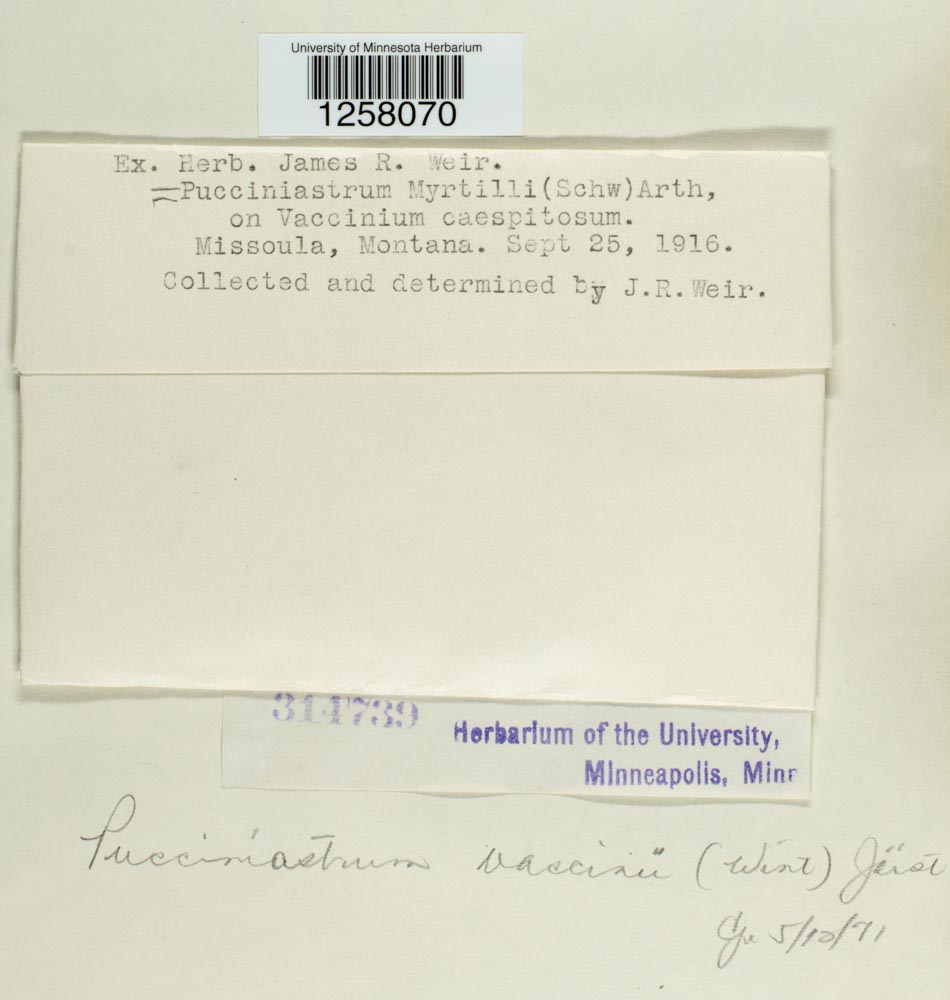 University of Minnesota Herbarium
1258070
Ex. Herb. James R. Weir.
=Pucciniastrum Myrtilli(Schw)Arth,
on Vaccinium caespitosum.
Missoula, Montana. Sept 25, 1916.
Collected and determined by J.R.Weir.
314739
Herbarium of the University,
Minneapolis, Minn
Pucciniastrum vaccinii (Wint) Jörst
5/12/71